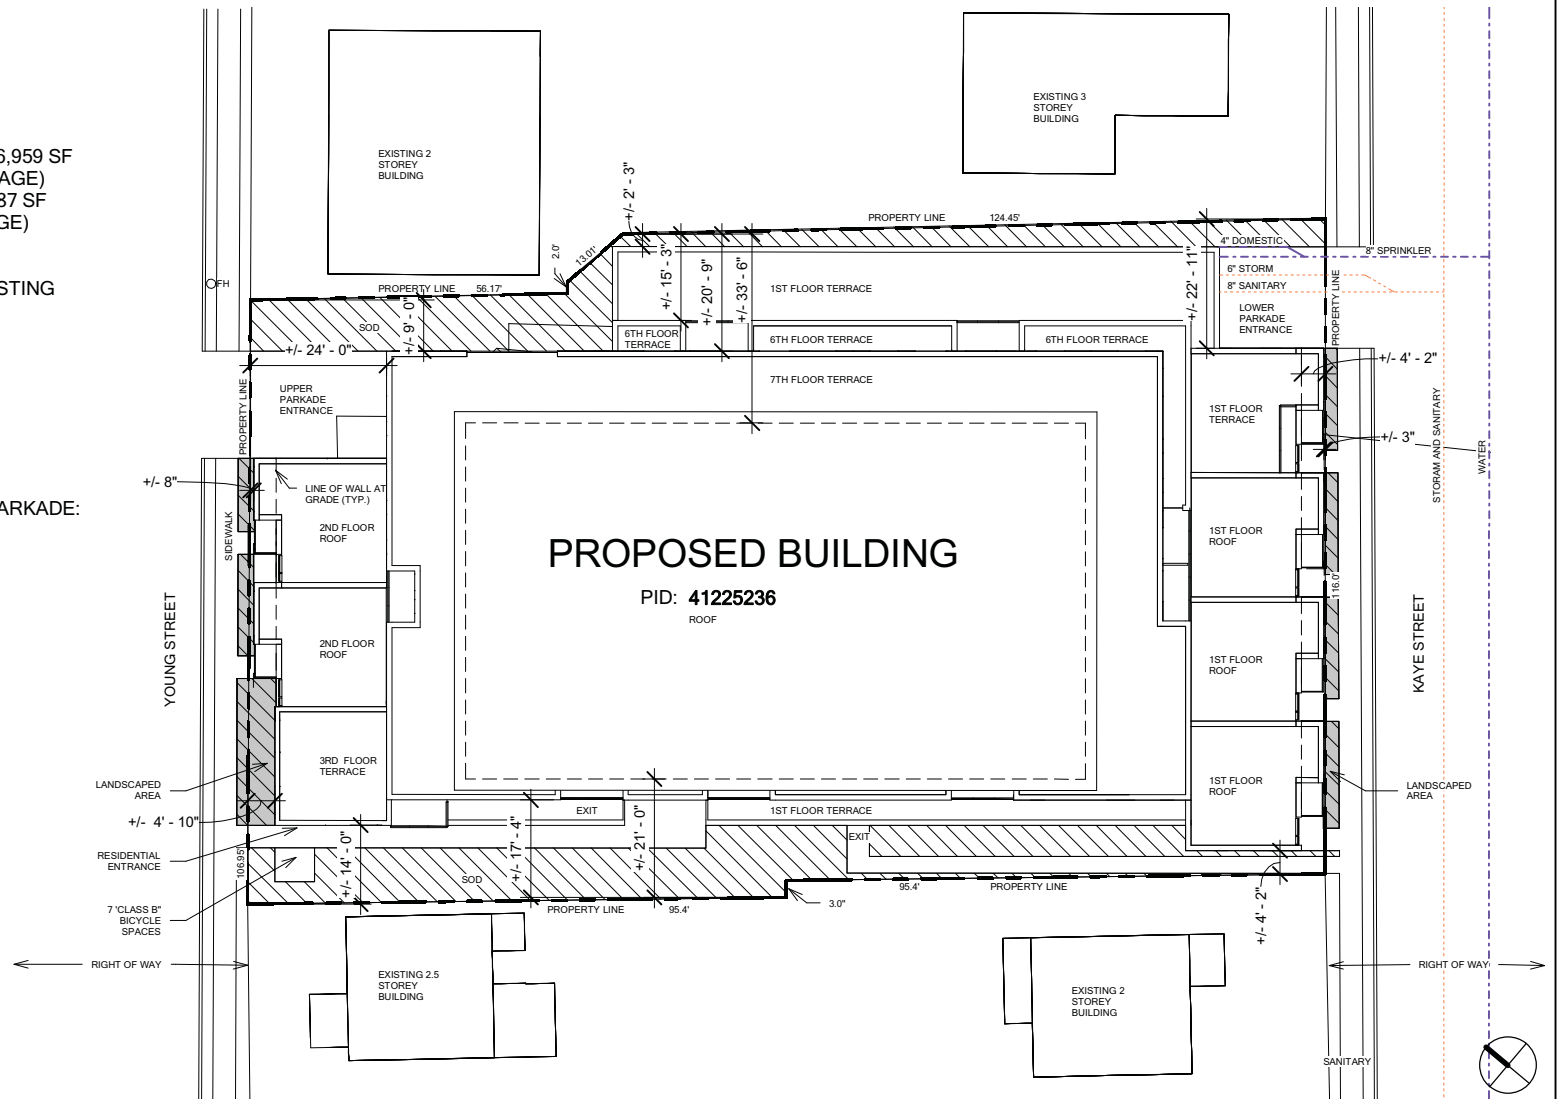 6,959 SF
AGE)
87 SF
GE)
STING
ARKADE:
EXISTING 2
STOREY
BUILDING
EXISTING 3
STOREY
BUILDING
+/- 2' - 3"
PROPERTY LINE
124.45'
2.0'
13.01'
FH
PROPERTY LINE
56.17'
SOD
+/- 9' - 0"
+/- 24' - 0"
+/- 15' - 3"
+/- 20' - 9"
+/- 33' - 6"
+/- 22' - 11"
1ST FLOOR TERRACE
4" DOMESTIC
8" SPRINKLER
6" STORM
8" SANITARY
LOWER
PARKADE
ENTRANCE
PROPERTY LINE
6TH FLOOR
TERRACE
6TH FLOOR TERRACE
6TH FLOOR TERRACE
7TH FLOOR TERRACE
PROPERTY LINE
UPPER
PARKADE
ENTRANCE
+/- 4' - 2"
1ST FLOOR
TERRACE
+/- 3"
STORAM AND SANITARY
WATER
+/- 8"
LINE OF WALL AT
GRADE (TYP.)
SIDEWALK
2ND FLOOR
ROOF
1ST FLOOR
ROOF
PROPOSED BUILDING
PID: 41225236
ROOF
116.0'
YOUNG STREET
KAYE STREET
2ND FLOOR
ROOF
1ST FLOOR
ROOF
3RD FLOOR
TERRACE
1ST FLOOR
ROOF
LANDSCAPED
AREA
LANDSCAPED
AREA
+/- 4' - 10"
EXIT
1ST FLOOR TERRACE
EXIT
RESIDENTIAL
ENTRANCE
106.95'
+/- 14' - 0"
+/- 17' - 4"
+/- 21' - 0"
SOD
7 'CLASS B"
BICYCLE
SPACES
PROPERTY LINE
95.4'
3.0"
95.4'
PROPERTY LINE
+/- 4' - 2"
RIGHT OF WAY
RIGHT OF WAY
EXISTING 2.5
STOREY
BUILDING
EXISTING 2
STOREY
BUILDING
SANITARY